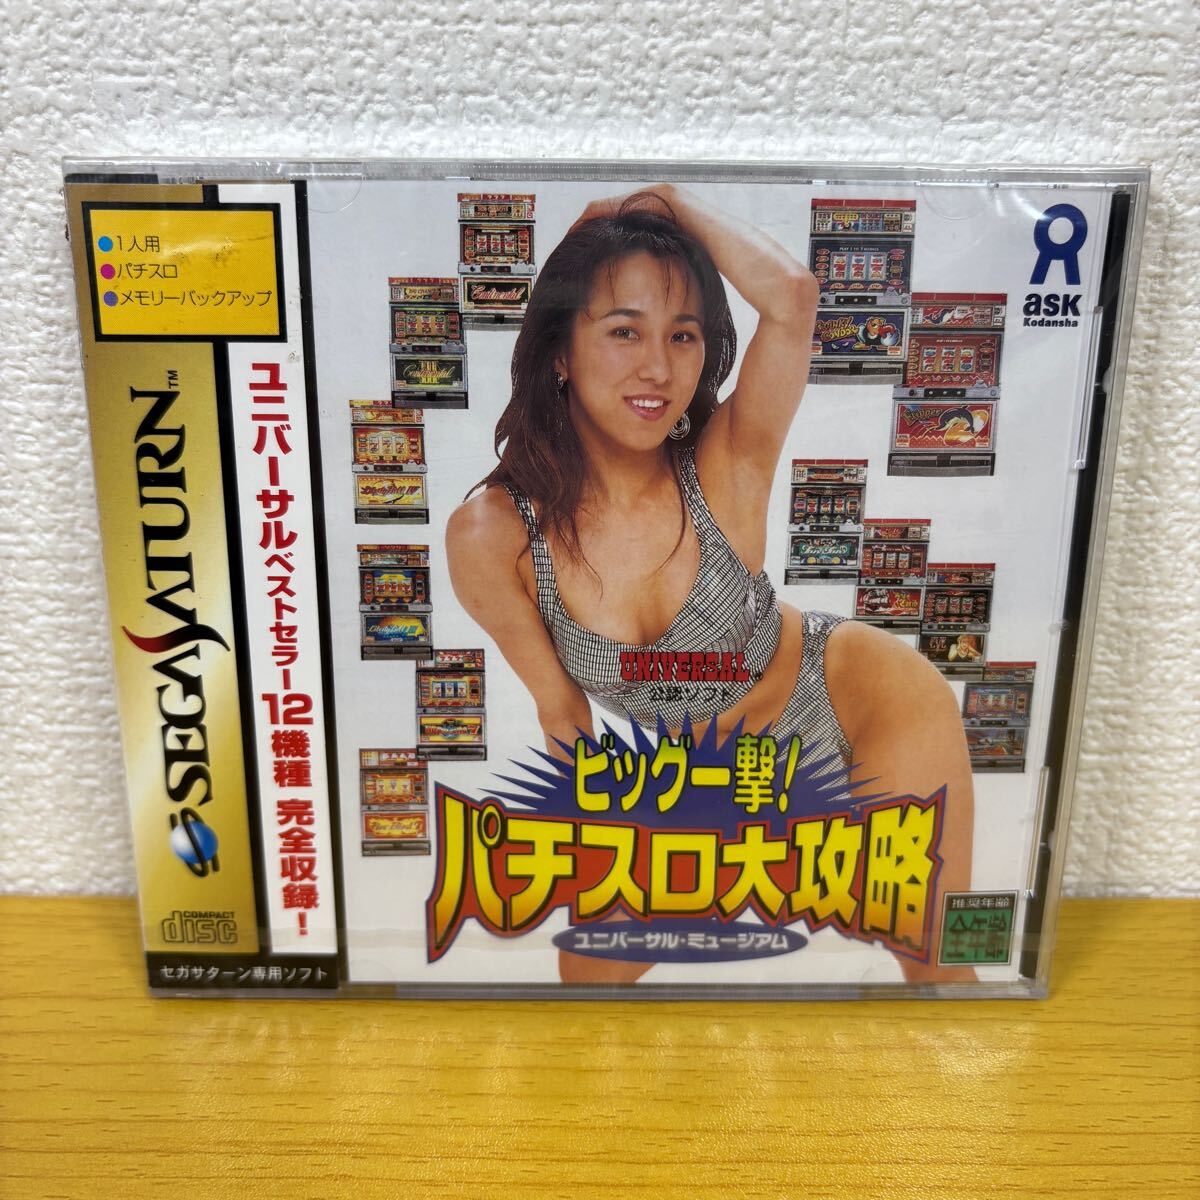 1人用
パチスロ
メモリーバックアップ
SEGA SATURN™
COMPACT
disc
ユニバーサルベストセラー12機種 完全収録！
セガサターン専用ソフト
ask
Kodansha
Continental
Continental
III
Flipper
UNIVERSAL
公認ソフト
ビッグ一撃！
パチスロ大攻略
ユニバーサル・ミュージアム
推奨年齢
全年齢